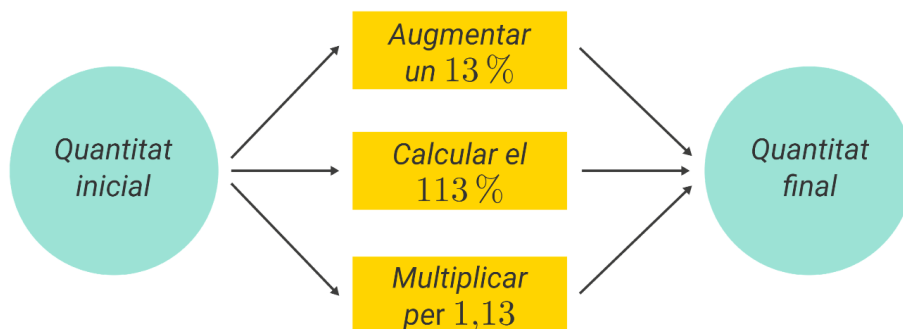 Quantitat
inicial
Augmentar
un 13 %
Calcular el
113 %
Multiplicar
per 1,13
Quantitat
final